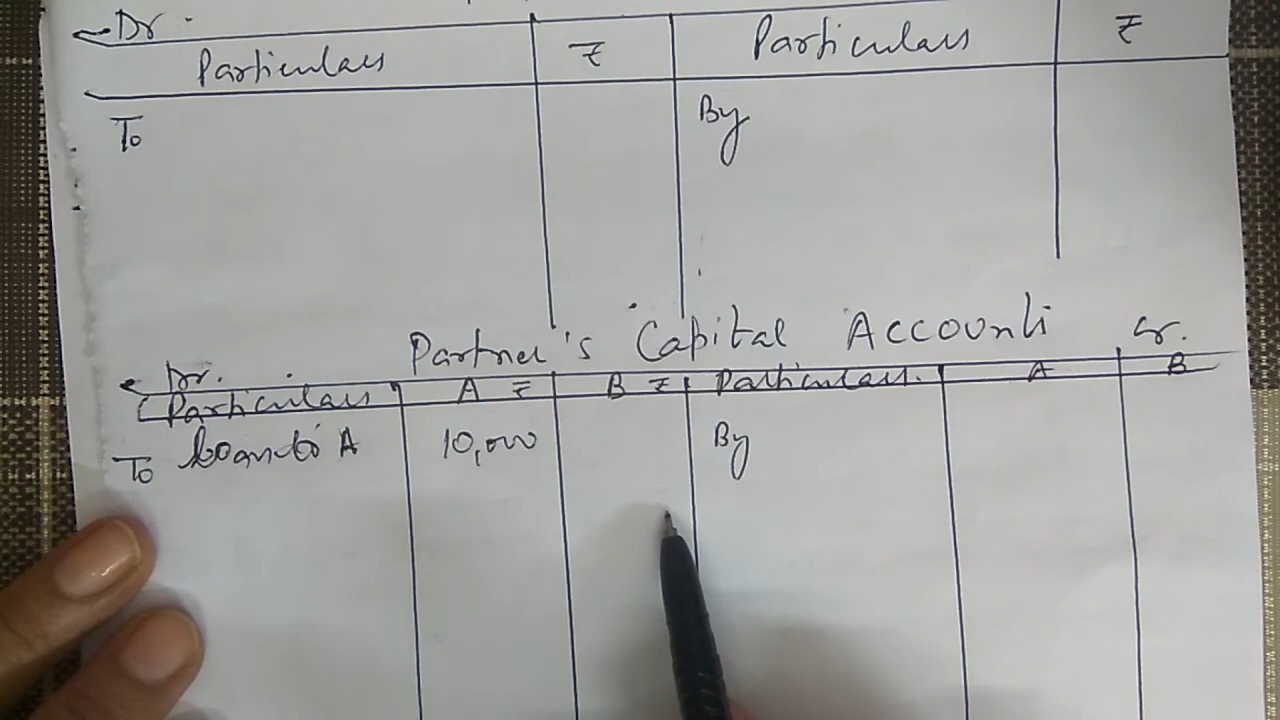 Dr.
Particulars ₹ Particulars ₹
To By
Partner's Capital Account Cr.
Dr.
Particulars A ₹ B ₹ Particulars. A B
To Loan to A 10,000 By